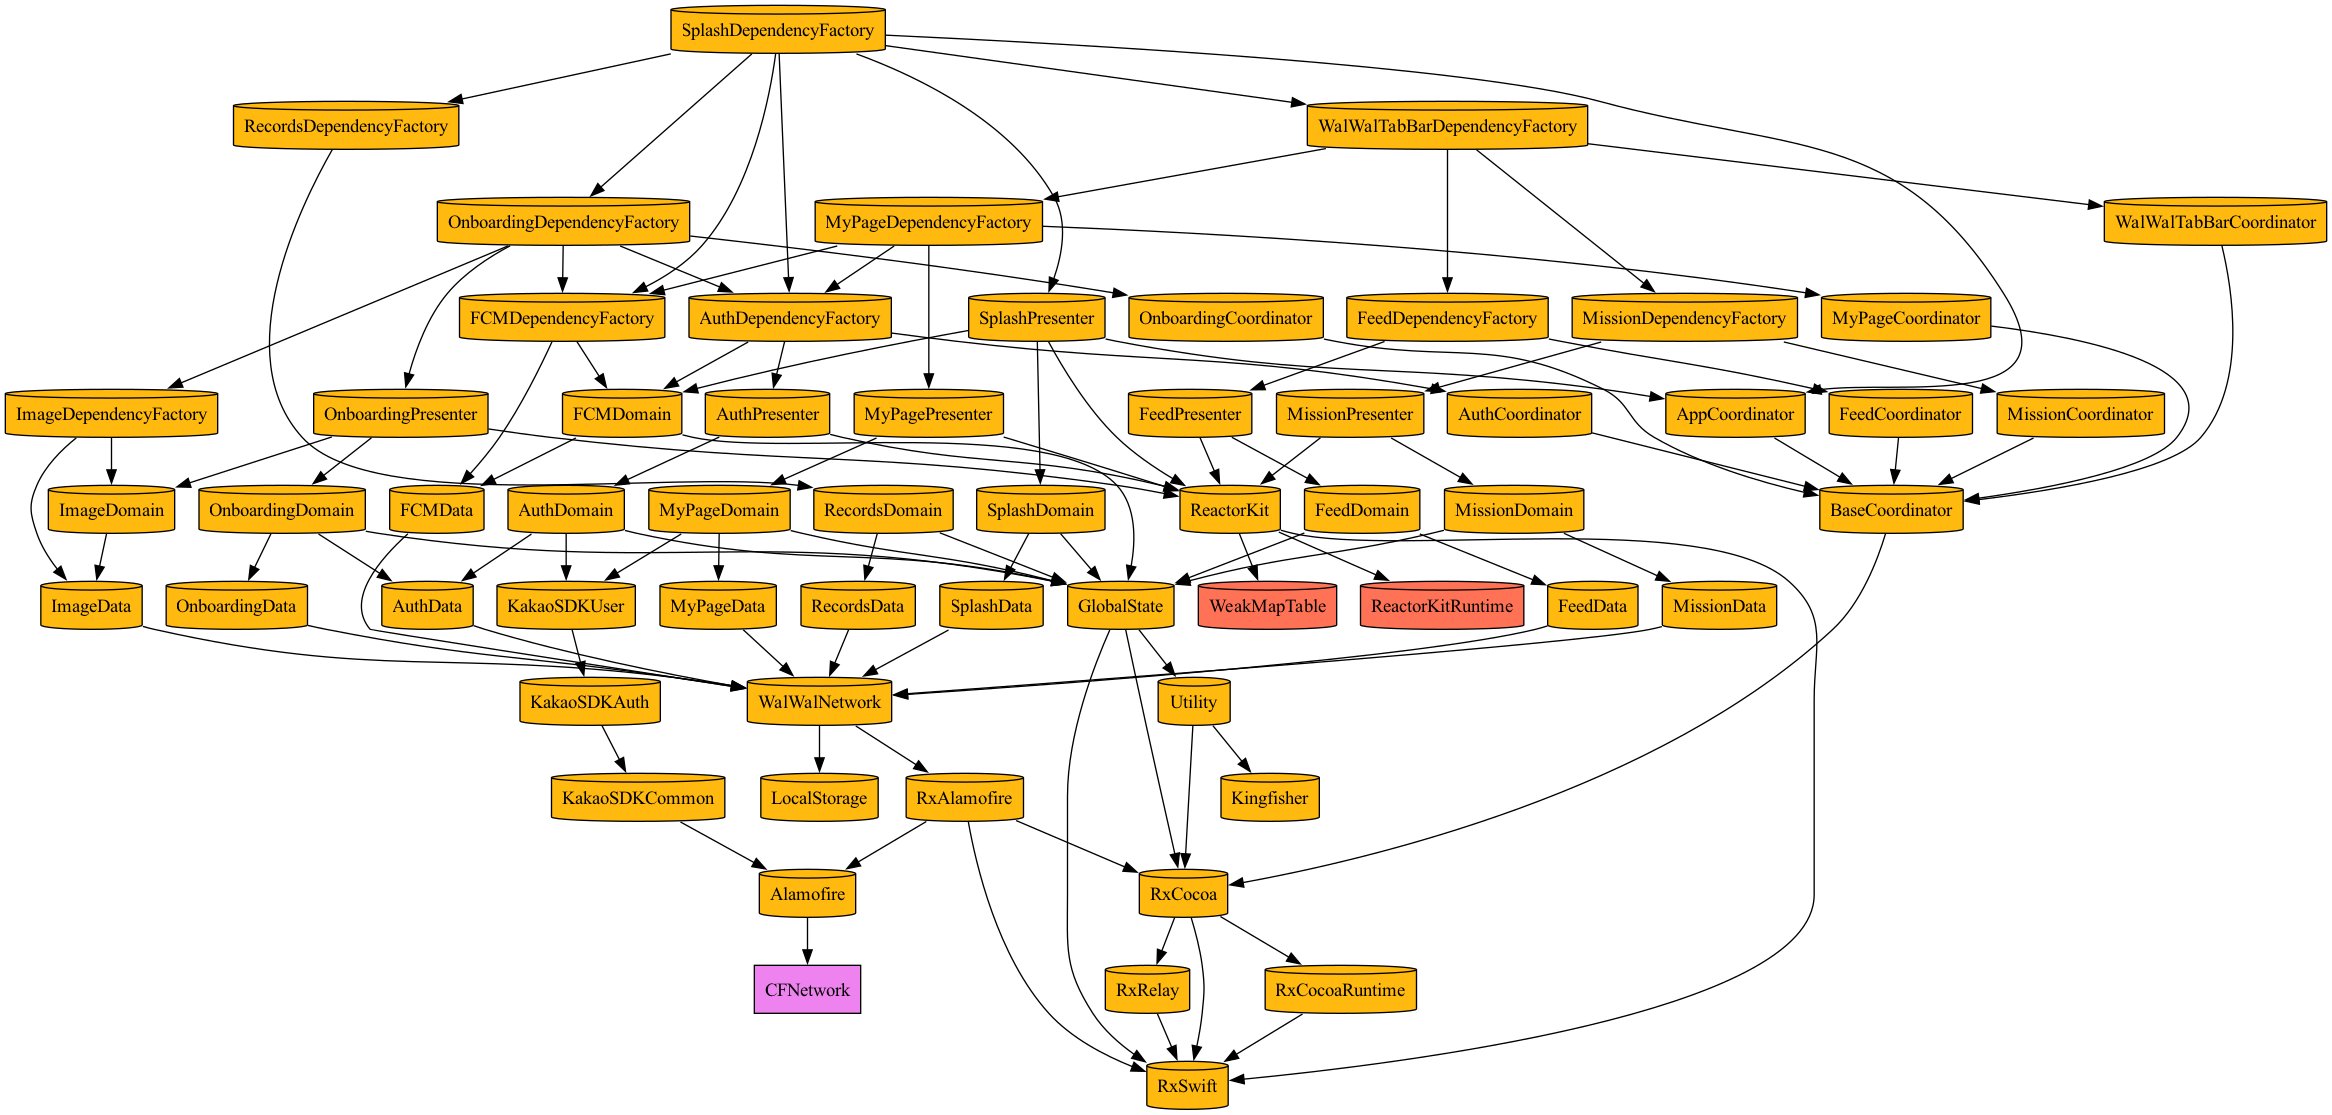 SplashDependencyFactory
RecordsDependencyFactory
WalWalTabBarDependencyFactory
OnboardingDependencyFactory
MyPageDependencyFactory
WalWalTabBarCoordinator
FCMDependencyFactory
AuthDependencyFactory
SplashPresenter
OnboardingCoordinator
FeedDependencyFactory
MissionDependencyFactory
MyPageCoordinator
ImageDependencyFactory
OnboardingPresenter
FCMDomain
AuthPresenter
MyPagePresenter
FeedPresenter
MissionPresenter
AuthCoordinator
AppCoordinator
FeedCoordinator
MissionCoordinator
ImageDomain
OnboardingDomain
FCMData
AuthDomain
MyPageDomain
RecordsDomain
SplashDomain
ReactorKit
FeedDomain
MissionDomain
BaseCoordinator
ImageData
OnboardingData
AuthData
KakaoSDKUser
MyPageData
RecordsData
SplashData
GlobalState
WeakMapTable
ReactorKitRuntime
FeedData
MissionData
KakaoSDKAuth
WalWalNetwork
Utility
KakaoSDKCommon
LocalStorage
RxAlamofire
Kingfisher
Alamofire
RxCocoa
CFNetwork
RxRelay
RxCocoaRuntime
RxSwift